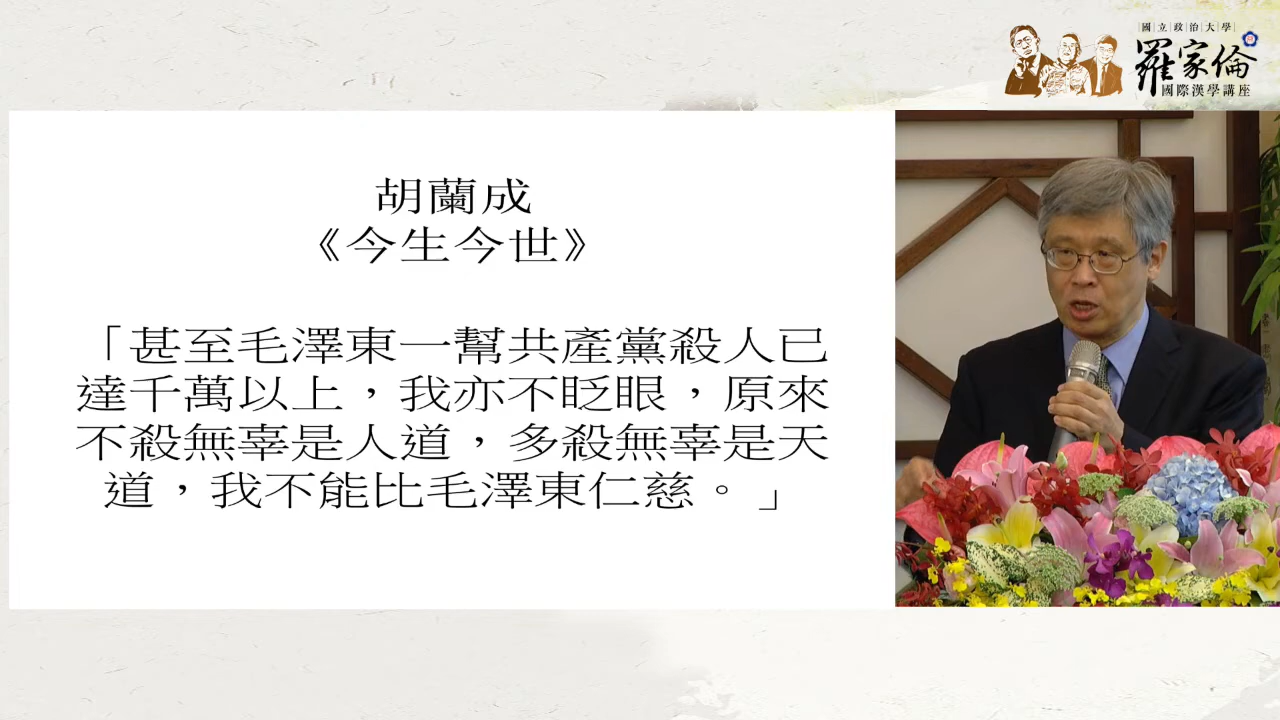 國立政治大學
羅家倫
國際漢學講座
胡蘭成
《今生今世》
「甚至毛澤東一幫共產黨殺人已
達千萬以上，我亦不眨眼，原來
不殺無辜是人道，多殺無辜是天
道，我不能比毛澤東仁慈。」